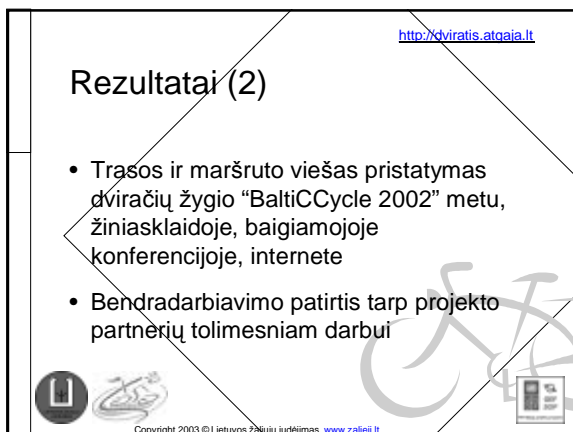 http://dviratis.atgaja.lt
Rezultatai (2)
• Trasos ir maršruto viešas pristatymas
dviračių žygio “BaltiCCycle 2002” metu,
žiniasklaidoje, baigiamojoje
konferencijoje, internete
• Bendradarbiavimo patirtis tarp projekto
partnerių tolimesniam darbui
Copyright 2003 © Lietuvos žaliųjų judėjimas, www.zalieji.lt